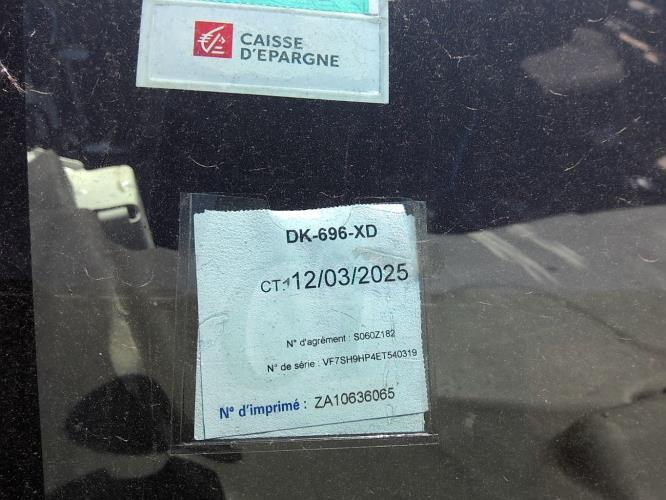 CAISSE
D'EPARGNE
DK-696-XD
CT: 12/03/2025
N° d'agrément : S060Z182
N° de série : VF7SH9HP4ET540319
N° d'imprimé : ZA10636065